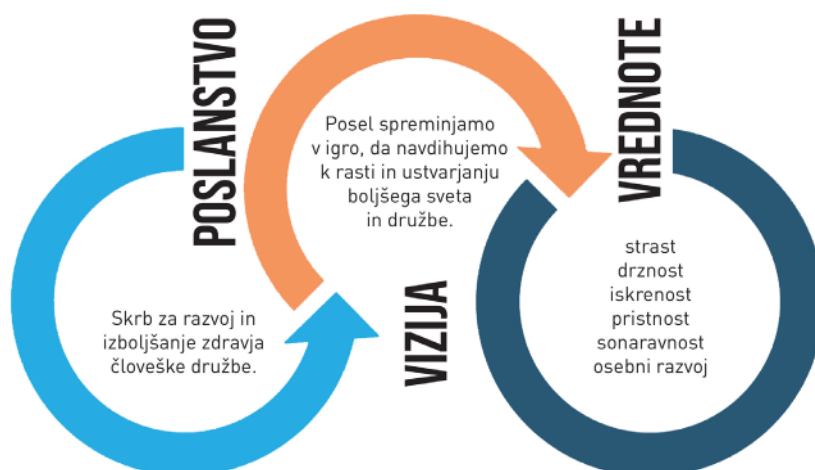 POSLANSTVO
Skrb za razvoj in
izboljšanje zdravja
človeške družbe.
VIZIJA
Posel spreminjamo
v igro, da navdihujemo
k rasti in ustvarjanju
boljšega sveta
in družbe.
VREDNOTE
strast
drznost
iskrenost
pristnost
sonaravnost
osebni razvoj